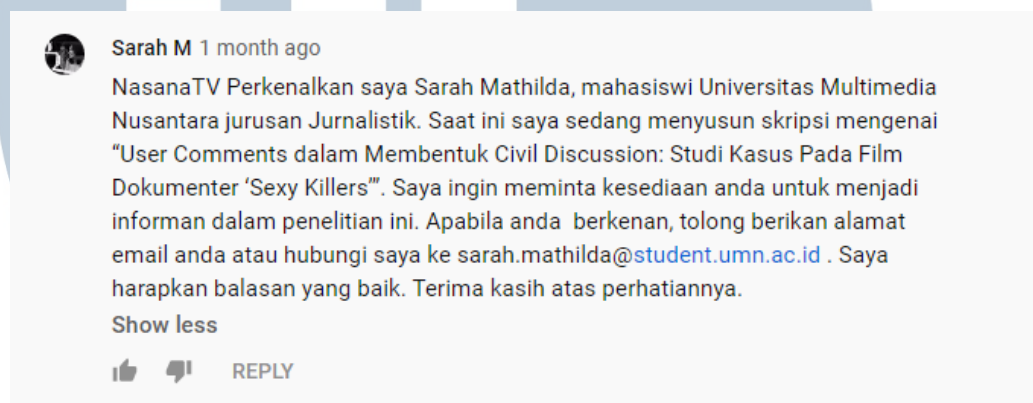 Sarah M 1 month ago
NasanaTV Perkenalkan saya Sarah Mathilda, mahasiswi Universitas Multimedia
Nusantara jurusan Jurnalistik. Saat ini saya sedang menyusun skripsi mengenai
“User Comments dalam Membentuk Civil Discussion: Studi Kasus Pada Film
Dokumenter ‘Sexy Killers’”. Saya ingin meminta kesediaan anda untuk menjadi
informan dalam penelitian ini. Apabila anda  berkenan, tolong berikan alamat
email anda atau hubungi saya ke sarah.mathilda@student.umn.ac.id . Saya
harapkan balasan yang baik. Terima kasih atas perhatiannya.
Show less
REPLY